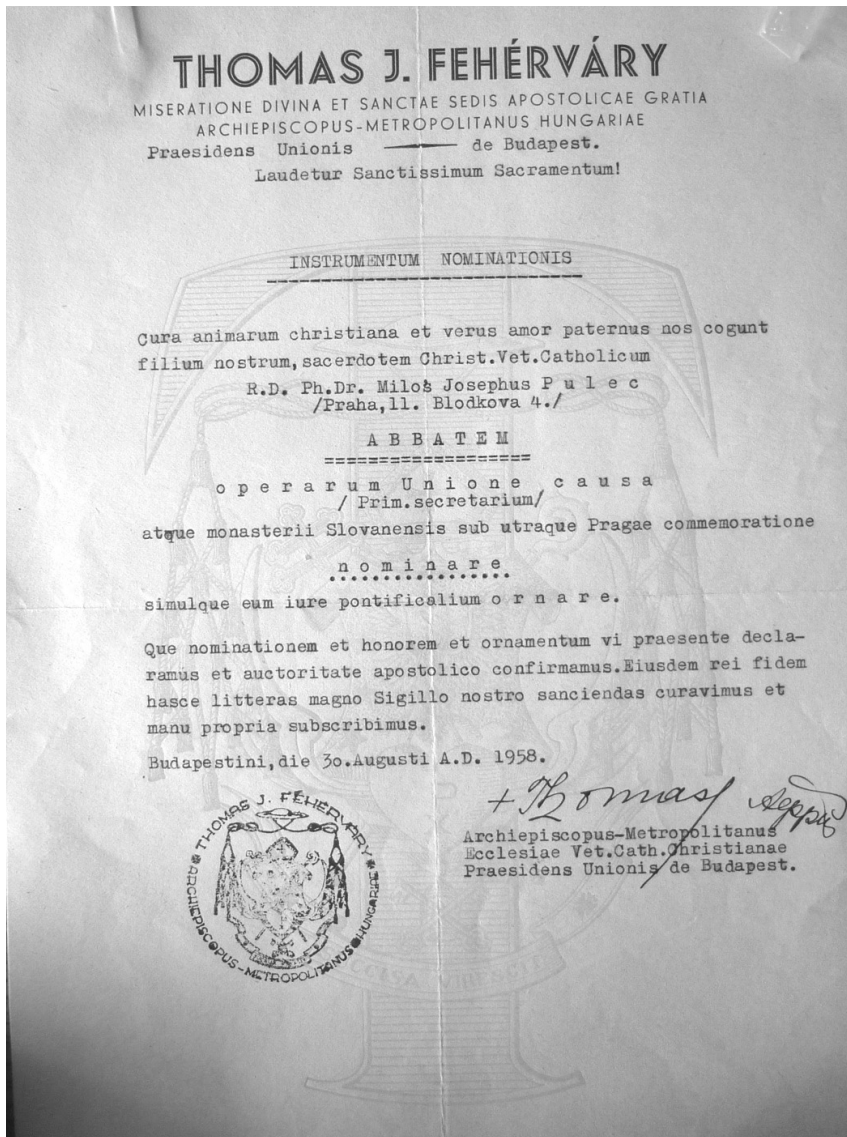 THOMAS J. FEHÉRVÁRY
MISERATIONE DIVINA ET SANCTAE SEDIS APOSTOLICAE GRATIA
ARCHIEPISCOPUS-METROPOLITANUS HUNGARIAE
Praesidens Unionis de Budapest.
Laudetur Sanctissimum Sacramentum!
INSTRUMENTUM NOMINATIONIS
Cura animarum christiana et verus amor paternus nos cogunt
filium nostrum, sacerdotem Christ.Vet.Catholicum
R.D. Ph.Dr. Miloš Josephus P u l e c
/Praha,11. Blodkova 4./
A B B A T E M
o p e r a r u m U n i o n e c a u s a
/ Prim.secretarium/
atque monasterii Slovanensis sub utraque Pragae commemoratione
n o m i n a r e
simulque eum iure pontificalium o r n a r e.
Que nominationem et honorem et ornamentum vi praesente decla-
ramus et auctoritate apostolico confirmamus.Eiusdem rei fidem
hasce litteras magno Sigillo nostro sanciendas curavimus et
manu propria subscribimus.
Budapestini,die 3o.Augusti A.D. 1958.
+ Thomas Aeppus
Archiepiscopus-Metropolitanus
Ecclesiae Vet.Cath.Christianae
Praesidens Unionis de Budapest.
THOMAS J. FEHÉRVÁRY
ARCHIEPISCOPUS-METROPOLITANUS HUNGARIAE